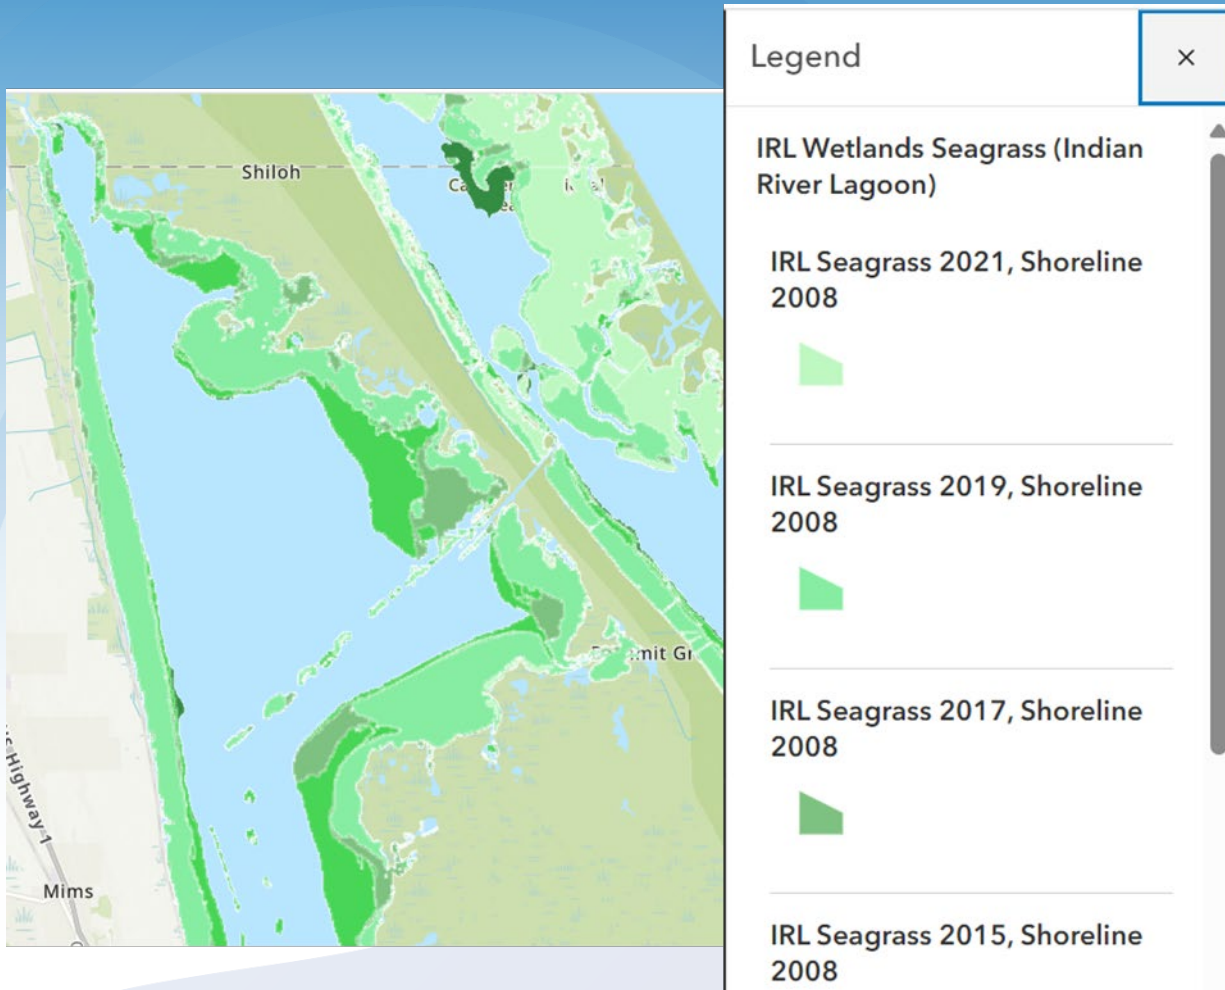 Legend
IRL Wetlands Seagrass (Indian
River Lagoon)
IRL Seagrass 2021, Shoreline
2008
IRL Seagrass 2019, Shoreline
2008
IRL Seagrass 2017, Shoreline
2008
IRL Seagrass 2015, Shoreline
2008
Shiloh
Highway 1
Mims